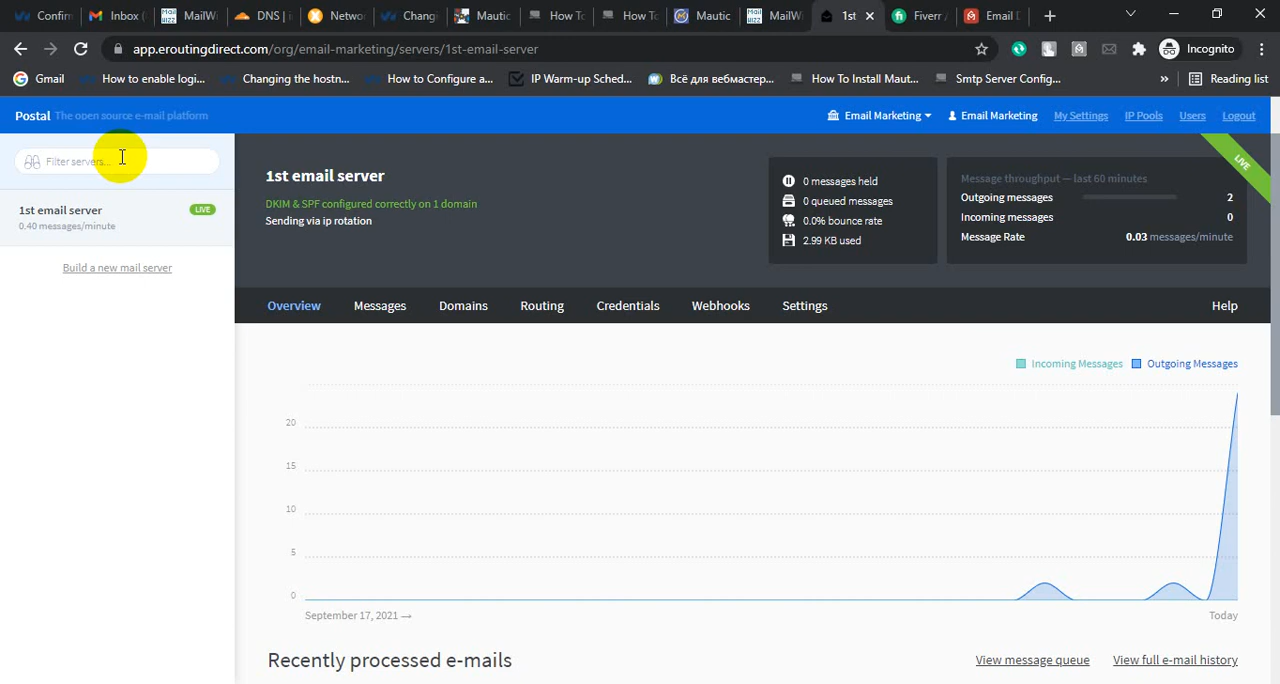 Confirm
Inbox (
MailWi
DNS | i
Netwo
Chang
Mautic
How To
How To
Mautic
MailW
1st
Fiverr /
Email D
app.eroutingdirect.com/org/email-marketing/servers/1st-email-server
Incognito
Gmail
How to enable logi...
Changing the hostn...
How to Configure a...
IP Warm-up Sched...
Всё для вебмастер...
How To Install Maut...
Smtp Server Config...
»
Reading list
Postal The open source e-mail platform
Email Marketing
Email Marketing
My Settings
IP Pools
Users
Logout
Filter servers...
1st email server
LIVE
0.40 messages/minute
Build a new mail server
1st email server
DKIM & SPF configured correctly on 1 domain
Sending via ip rotation
0 messages held
0 queued messages
0.0% bounce rate
2.99 KB used
Message throughput — last 60 minutes
Outgoing messages 2
Incoming messages 0
Message Rate 0.03 messages/minute
LIVE
Overview
Messages
Domains
Routing
Credentials
Webhooks
Settings
Help
Incoming Messages
Outgoing Messages
20
15
10
5
0
September 17, 2021 →
Today
Recently processed e-mails
View message queue
View full e-mail history